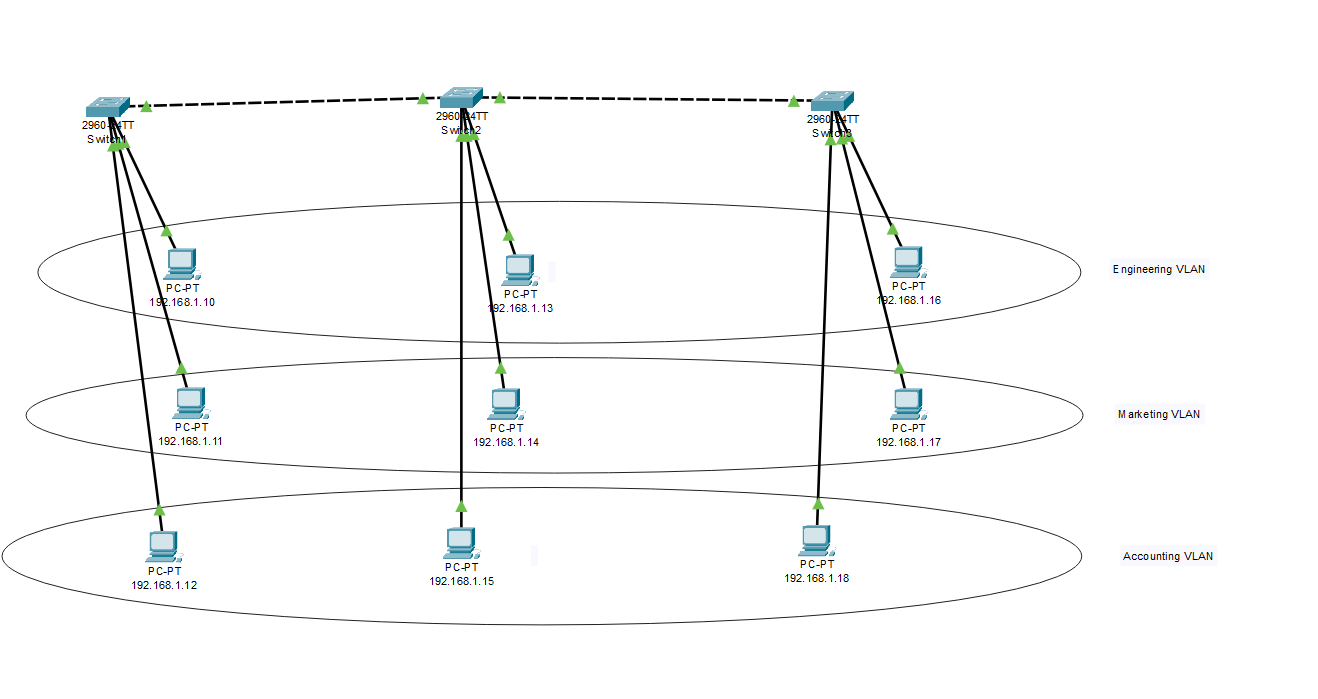 2960-24TT
Switch1
2960-24TT
Switch2
2960-24TT
Switch3
PC-PT
192.168.1.10
PC-PT
192.168.1.13
PC-PT
192.168.1.16
Engineering VLAN
PC-PT
192.168.1.11
PC-PT
192.168.1.14
PC-PT
192.168.1.17
Marketing VLAN
PC-PT
192.168.1.12
PC-PT
192.168.1.15
PC-PT
192.168.1.18
Accounting VLAN